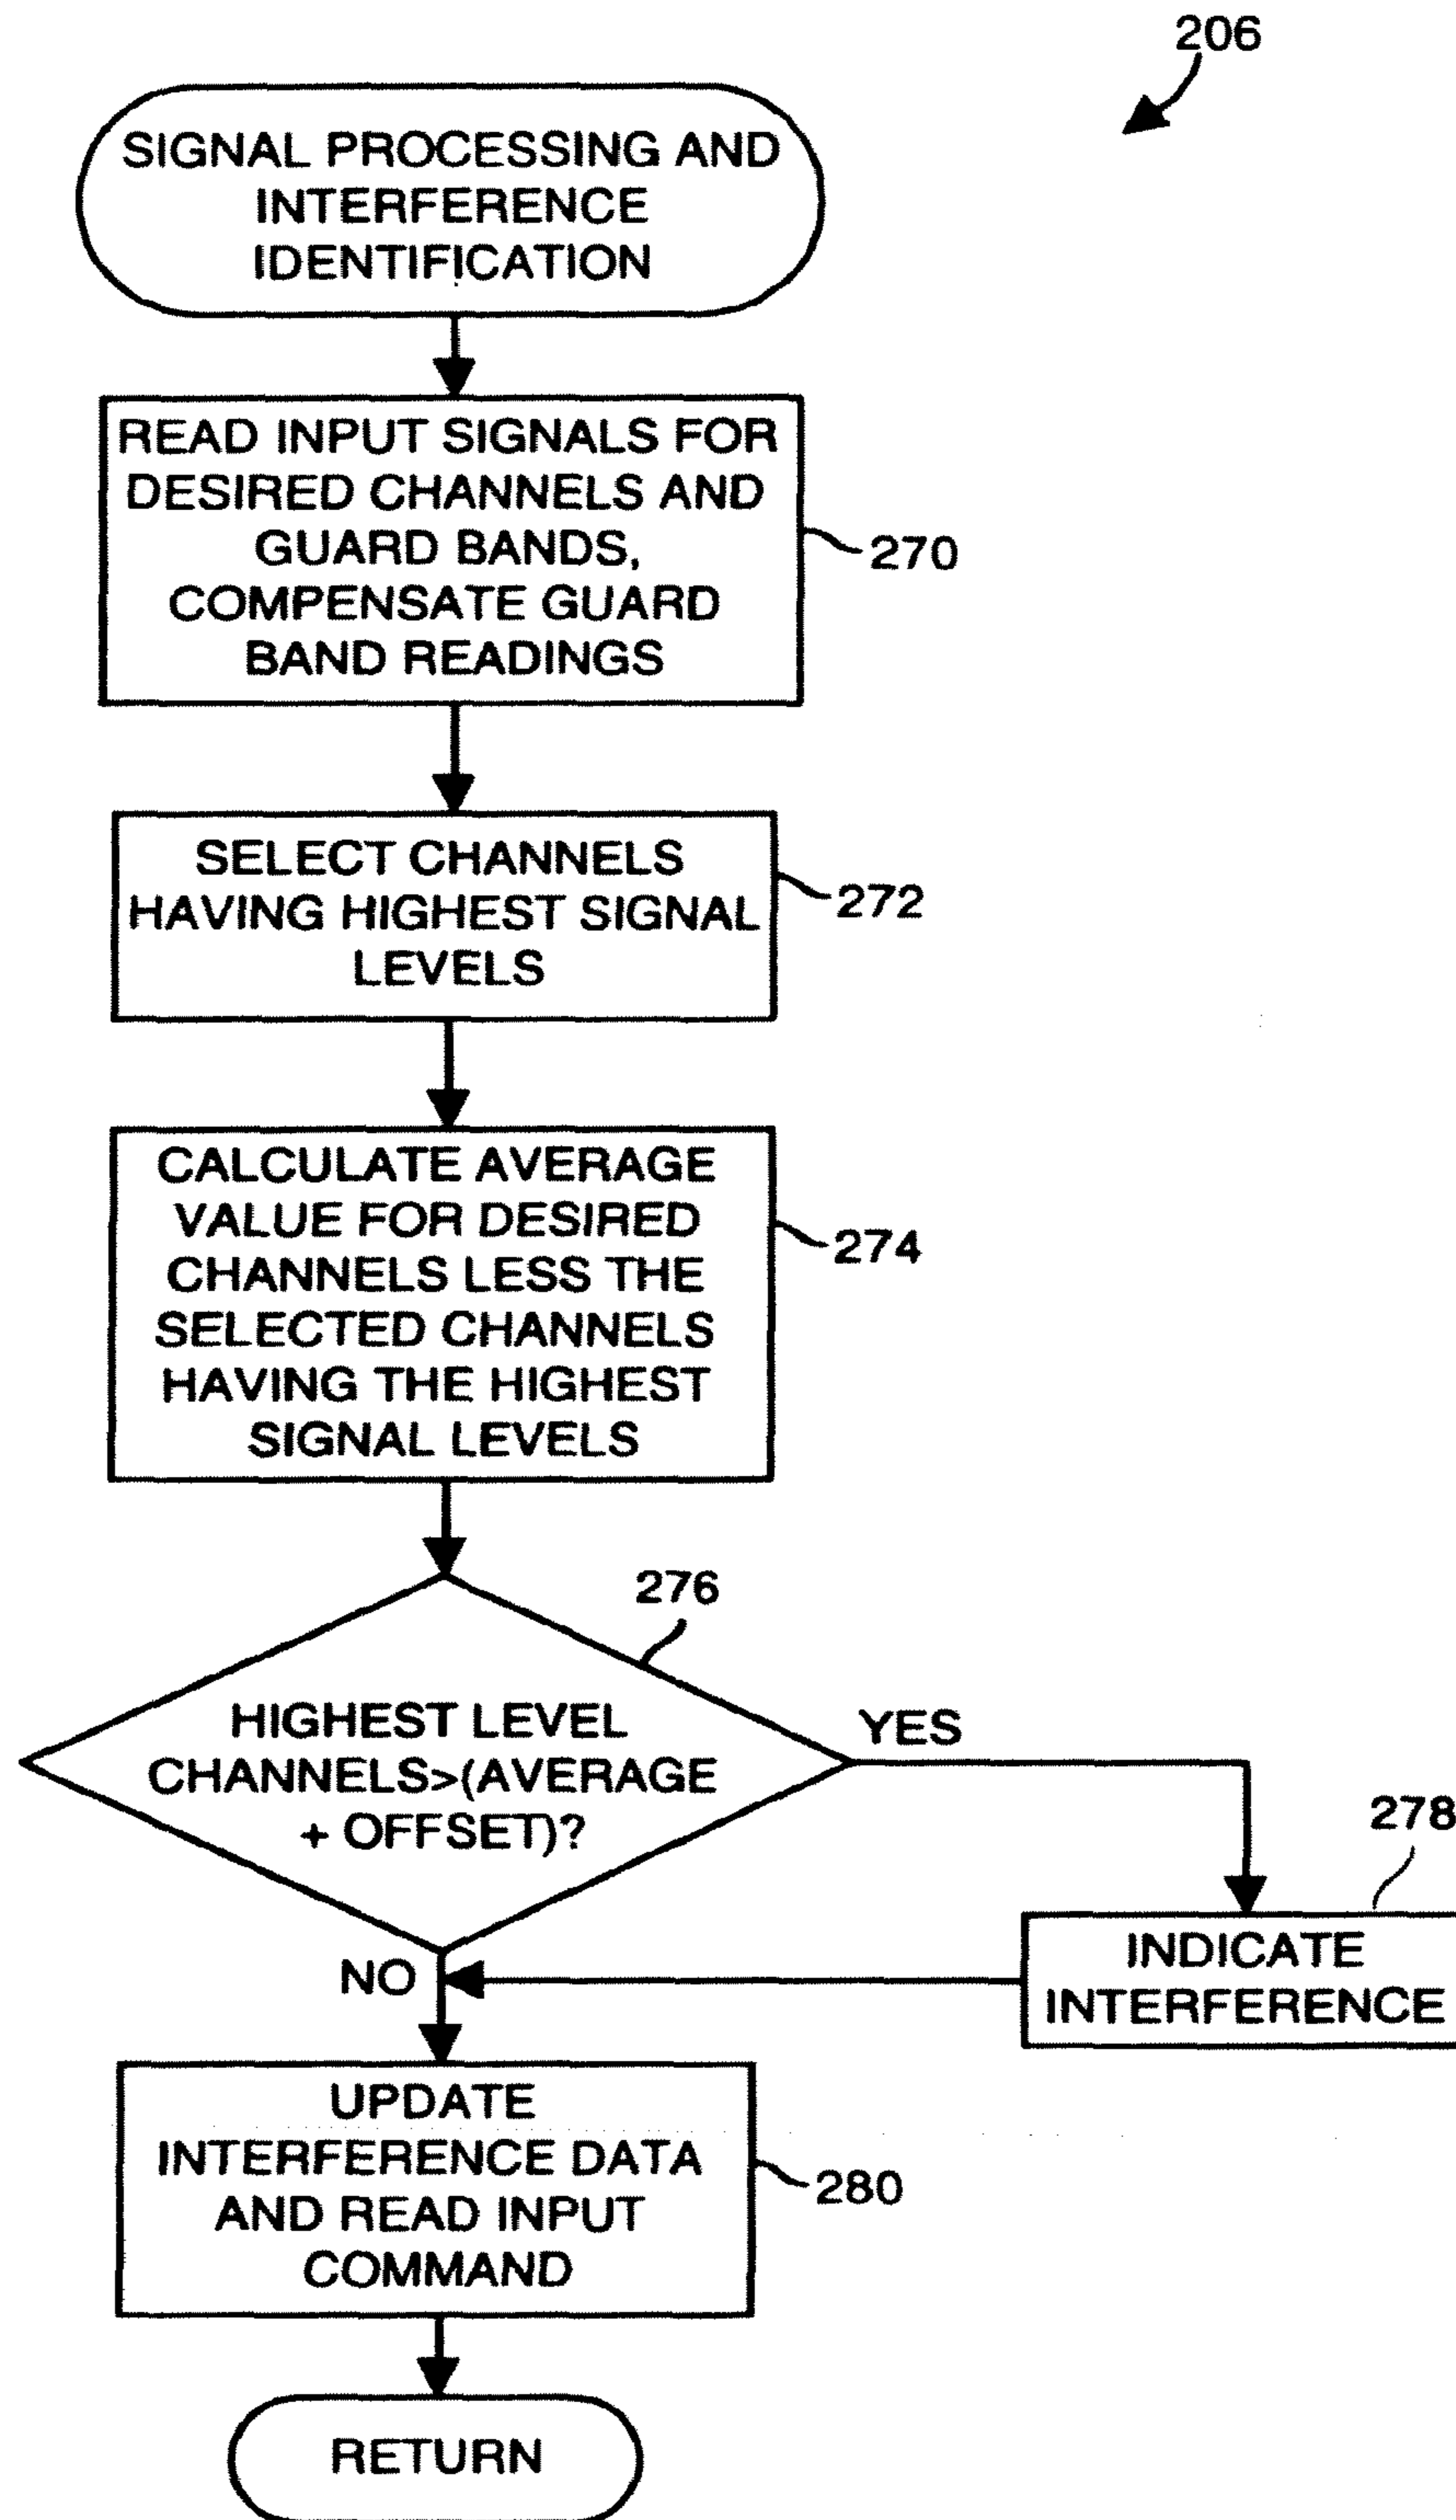 206
SIGNAL PROCESSING AND
INTERFERENCE
IDENTIFICATION
READ INPUT SIGNALS FOR
DESIRED CHANNELS AND
GUARD BANDS,
COMPENSATE GUARD
BAND READINGS
270
SELECT CHANNELS
HAVING HIGHEST SIGNAL
LEVELS
272
CALCULATE AVERAGE
VALUE FOR DESIRED
CHANNELS LESS THE
SELECTED CHANNELS
HAVING THE HIGHEST
SIGNAL LEVELS
274
276
HIGHEST LEVEL
CHANNELS>(AVERAGE
+ OFFSET)?
YES
278
INDICATE
INTERFERENCE
NO
UPDATE
INTERFERENCE DATA
AND READ INPUT
COMMAND
280
RETURN